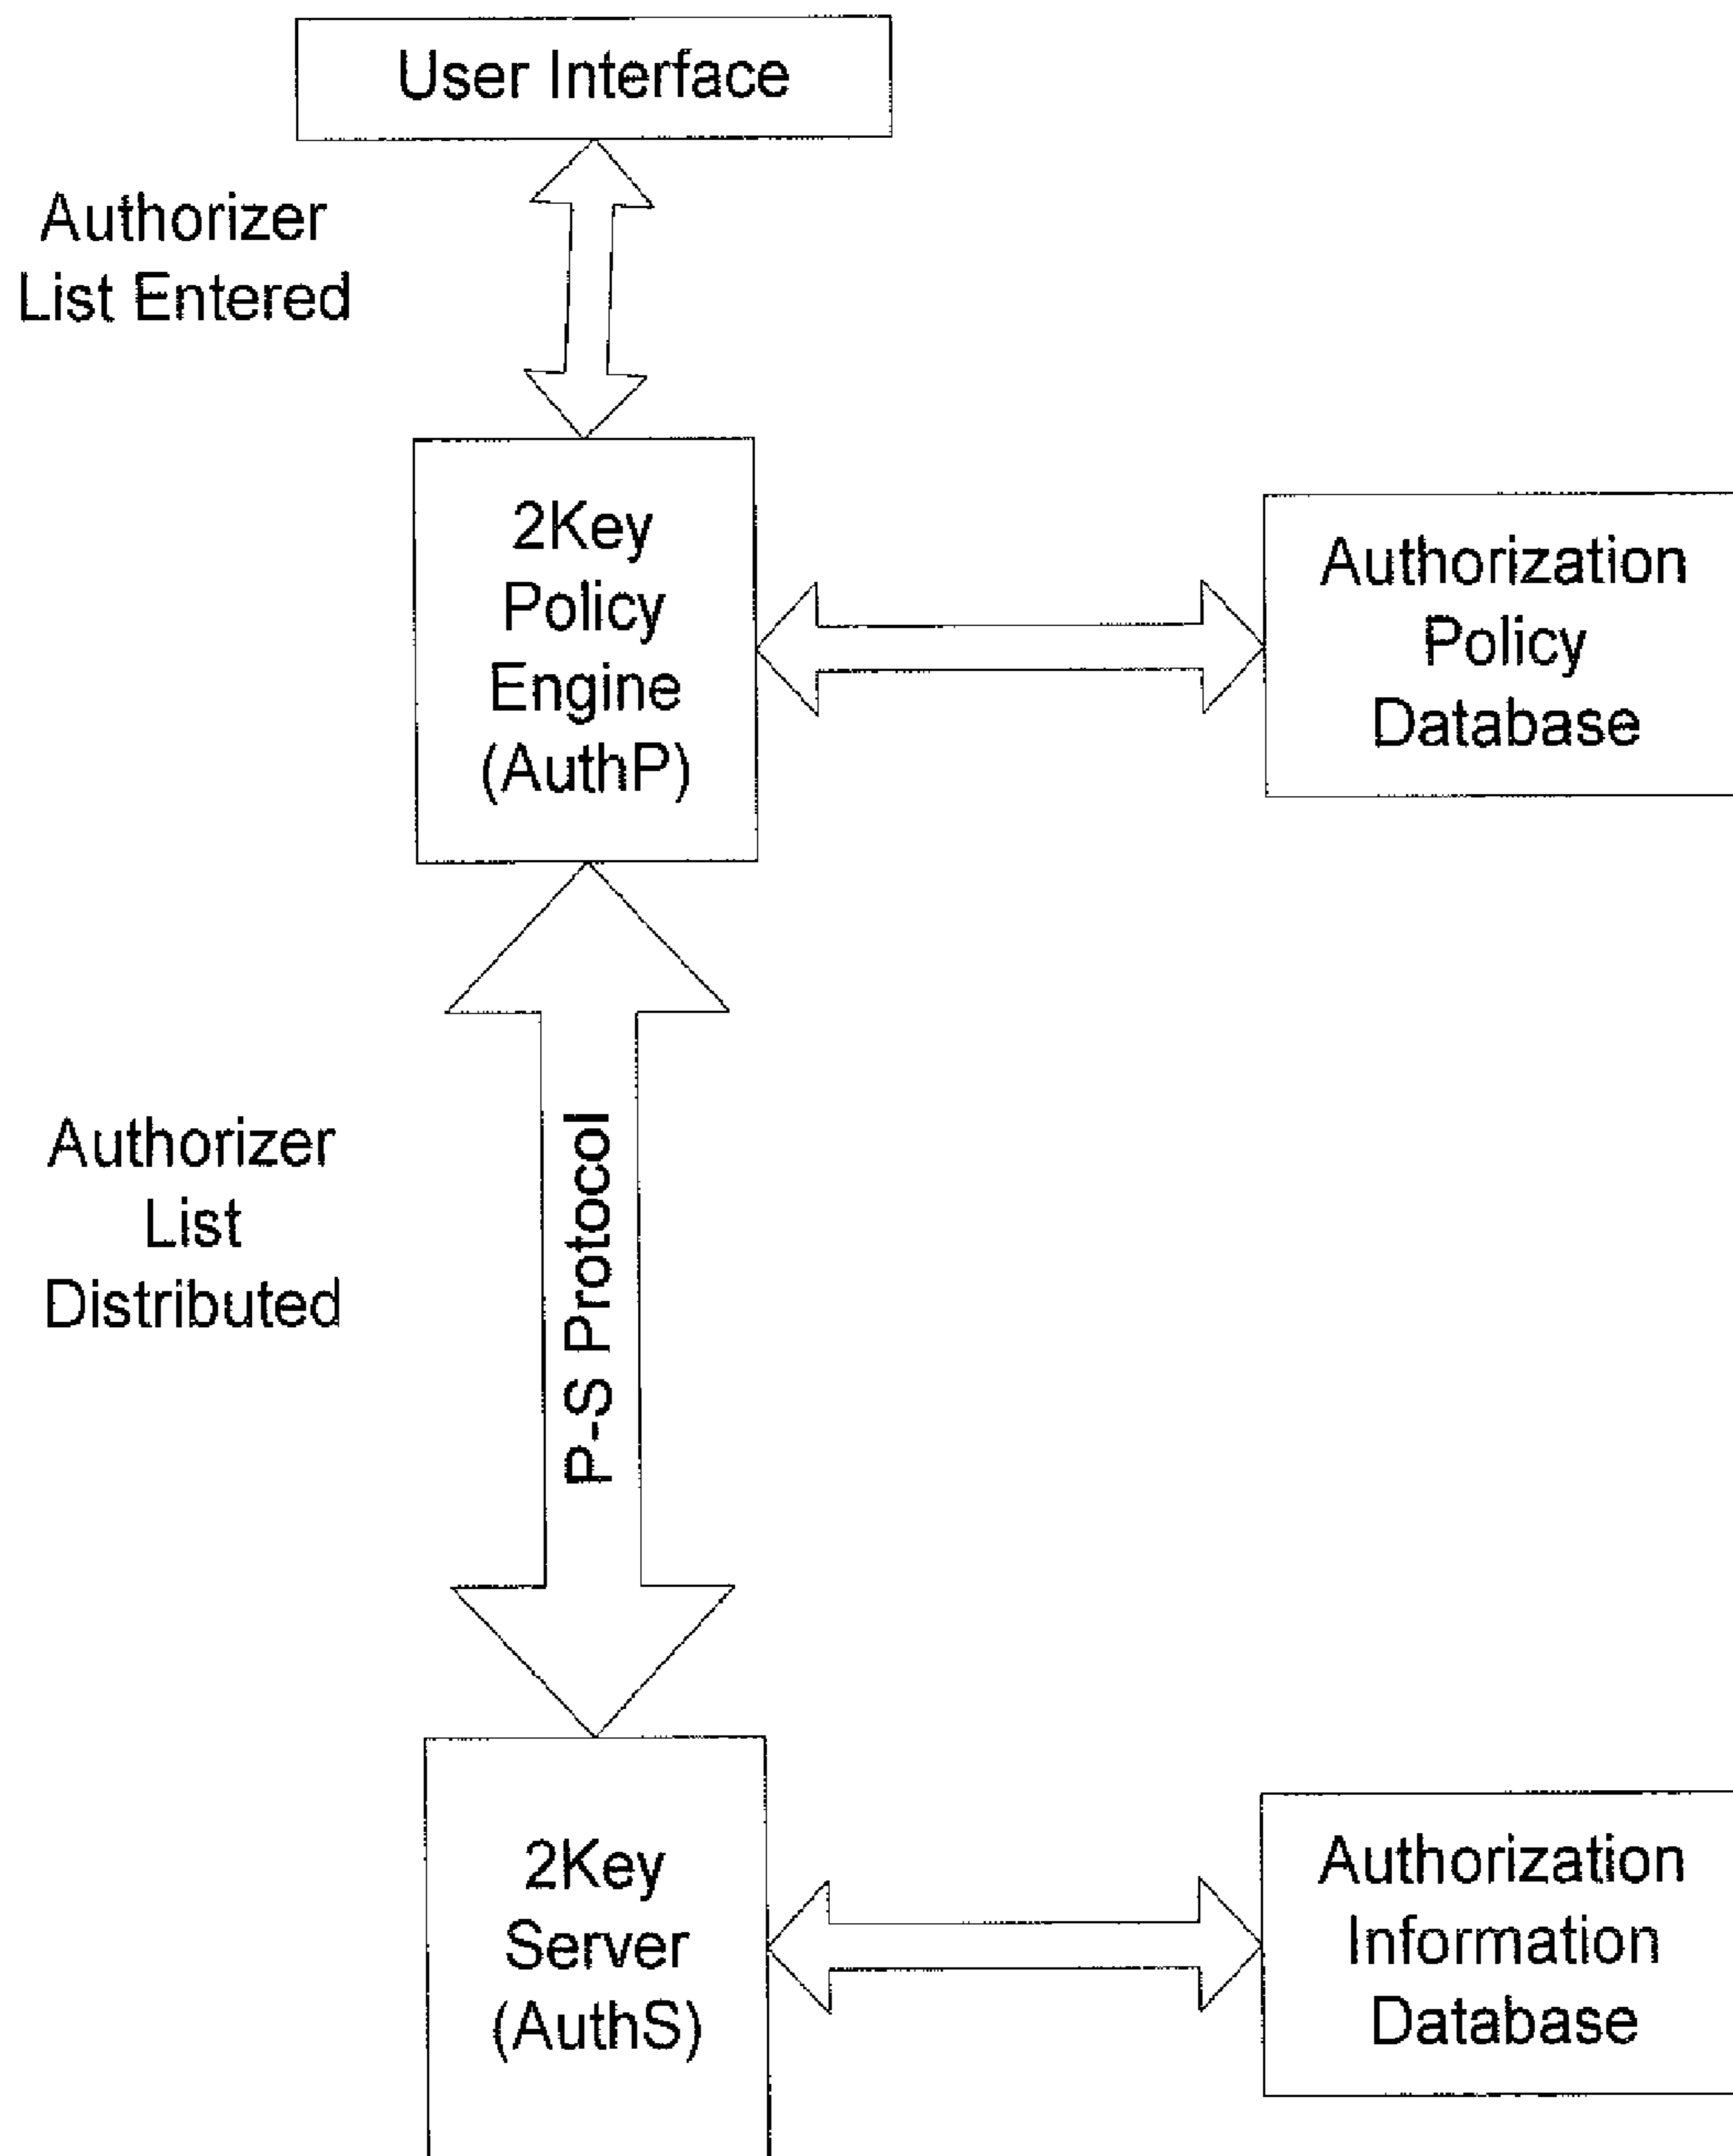 User Interface
Authorizer
List Entered
2Key
Policy
Engine
(AuthP)
Authorization
Policy
Database
Authorizer
List
Distributed
P-S Protocol
2Key
Server
(AuthS)
Authorization
Information
Database